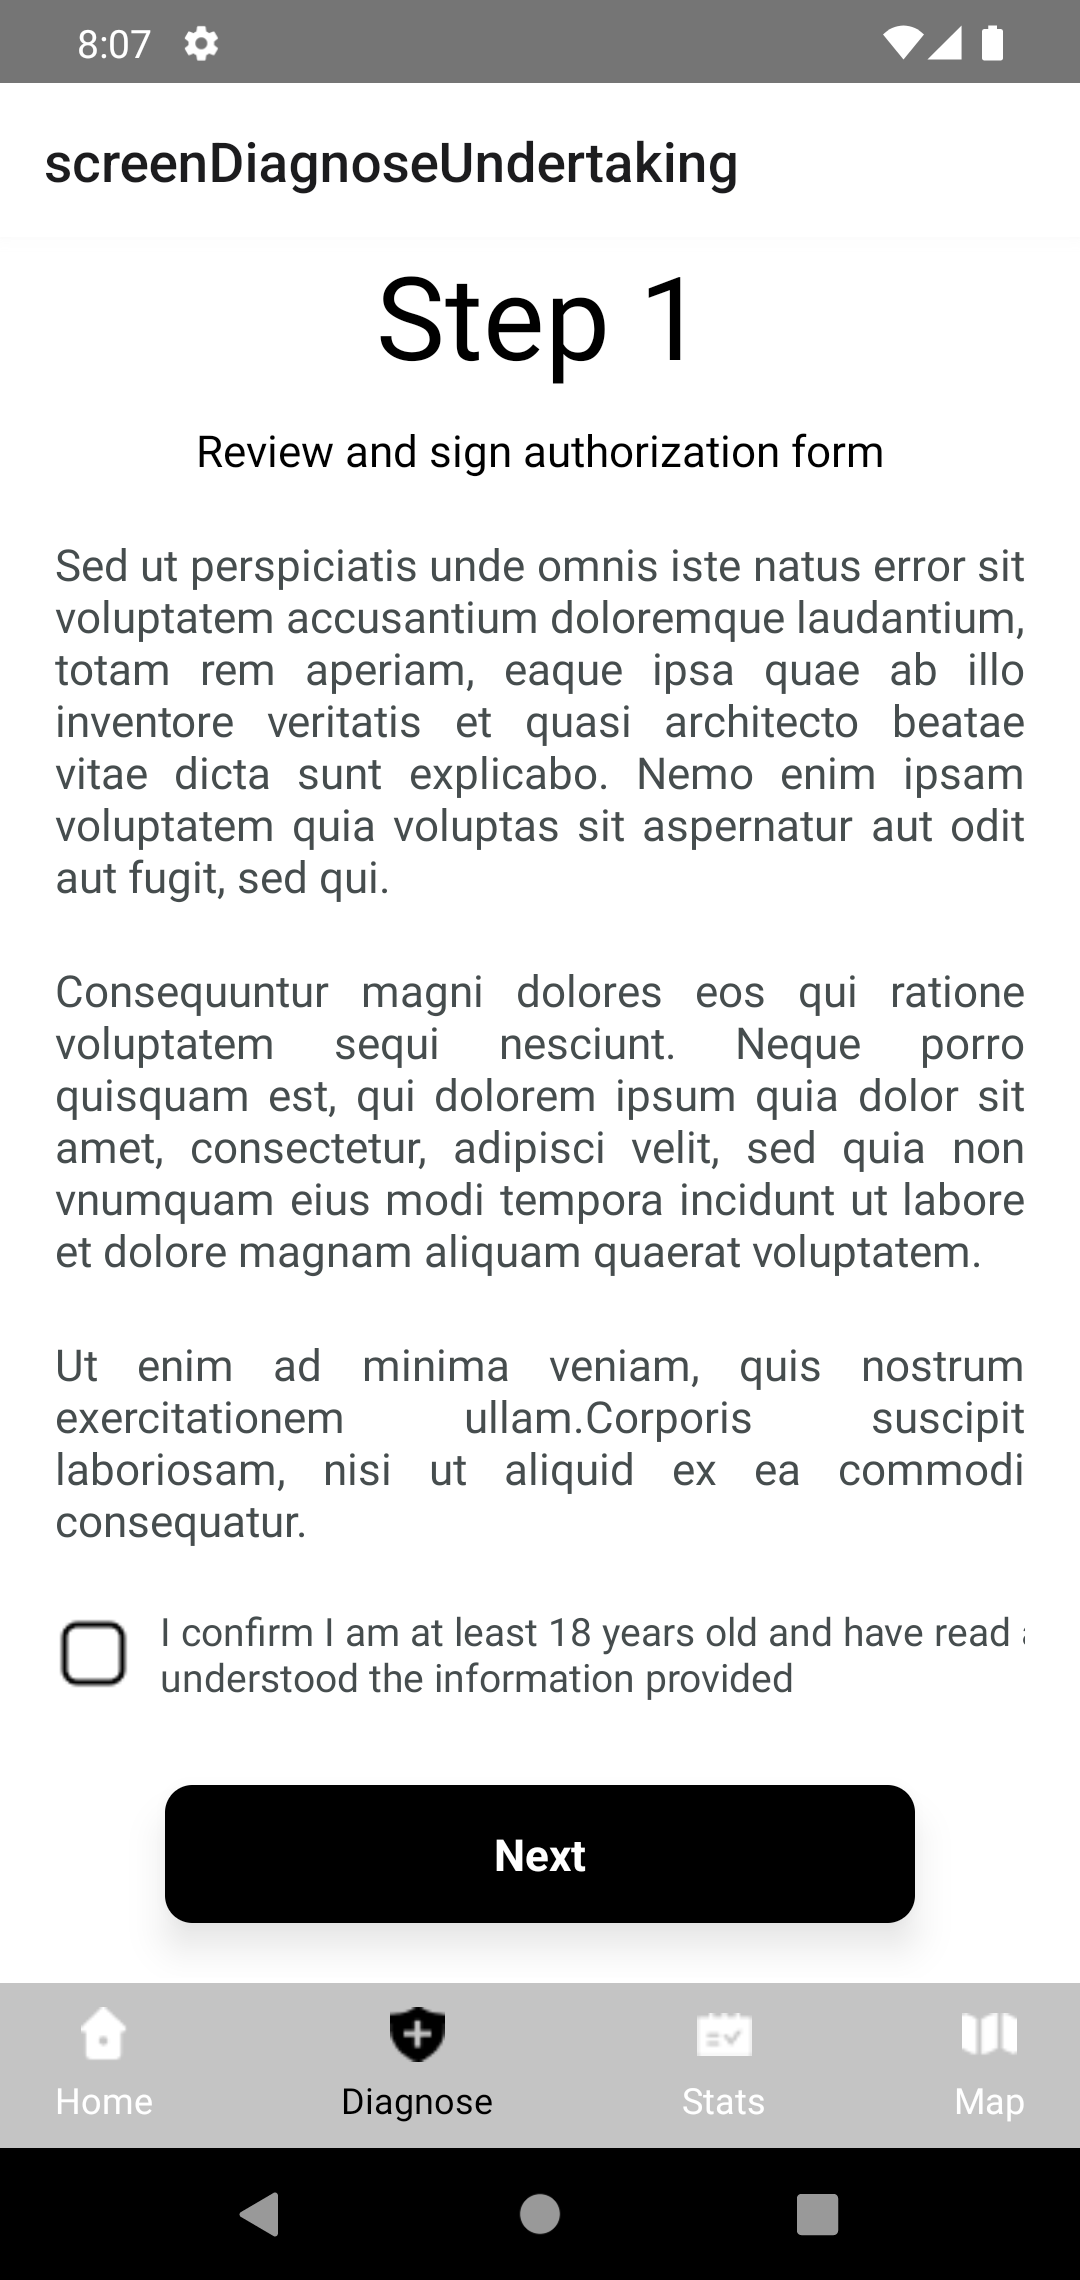 8:07
screenDiagnoseUndertaking
Step 1
Review and sign authorization form
Sed ut perspiciatis unde omnis iste natus error sit
voluptatem accusantium doloremque laudantium,
totam rem aperiam, eaque ipsa quae ab illo
inventore veritatis et quasi architecto beatae
vitae dicta sunt explicabo. Nemo enim ipsam
voluptatem quia voluptas sit aspernatur aut odit
aut fugit, sed qui.
Consequuntur magni dolores eos qui ratione
voluptatem sequi nesciunt. Neque porro
quisquam est, qui dolorem ipsum quia dolor sit
amet, consectetur, adipisci velit, sed quia non
vnumquam eius modi tempora incidunt ut labore
et dolore magnam aliquam quaerat voluptatem.
Ut enim ad minima veniam, quis nostrum
exercitationem ullam.Corporis suscipit
laboriosam, nisi ut aliquid ex ea commodi
consequatur.
I confirm I am at least 18 years old and have read
understood the information provided
Next
Home
Diagnose
Stats
Map